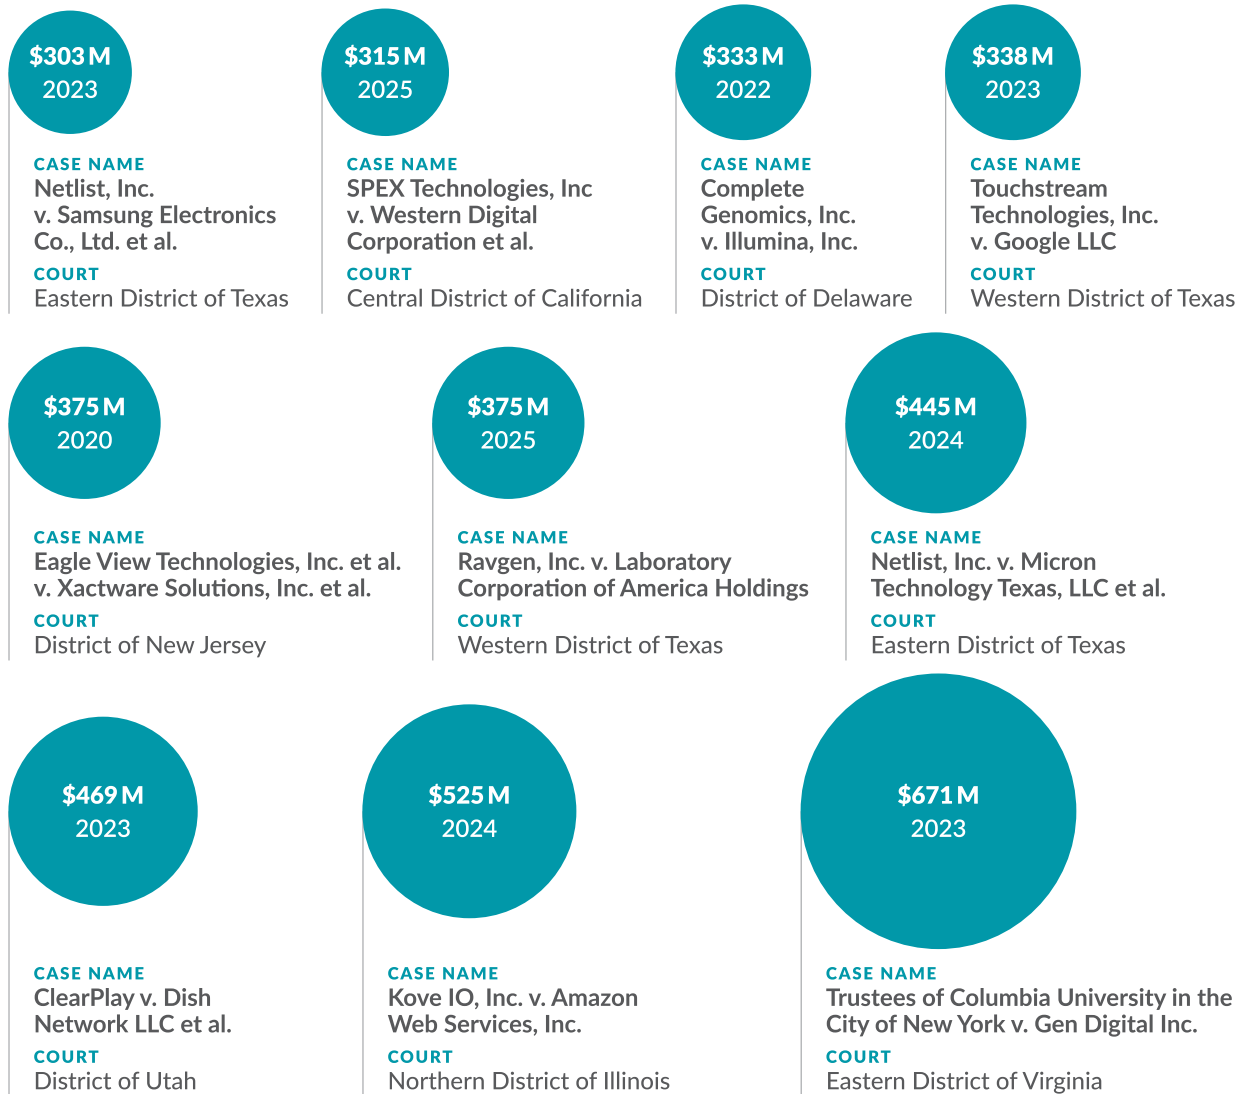 $303 M
2023
CASE NAME
Netlist, Inc.
v. Samsung Electronics
Co., Ltd. et al.
COURT
Eastern District of Texas
$315 M
2025
CASE NAME
SPEX Technologies, Inc
v. Western Digital
Corporation et al.
COURT
Central District of California
$333 M
2022
CASE NAME
Complete
Genomics, Inc.
v. Illumina, Inc.
COURT
District of Delaware
$338 M
2023
CASE NAME
Touchstream
Technologies, Inc.
v. Google LLC
COURT
Western District of Texas
$375 M
2020
CASE NAME
Eagle View Technologies, Inc. et al.
v. Xactware Solutions, Inc. et al.
COURT
District of New Jersey
$375 M
2025
CASE NAME
Ravgen, Inc. v. Laboratory
Corporation of America Holdings
COURT
Western District of Texas
$445 M
2024
CASE NAME
Netlist, Inc. v. Micron
Technology Texas, LLC et al.
COURT
Eastern District of Texas
$469 M
2023
CASE NAME
ClearPlay v. Dish
Network LLC et al.
COURT
District of Utah
$525 M
2024
CASE NAME
Kove IO, Inc. v. Amazon
Web Services, Inc.
COURT
Northern District of Illinois
$671 M
2023
CASE NAME
Trustees of Columbia University in the
City of New York v. Gen Digital Inc.
COURT
Eastern District of Virginia